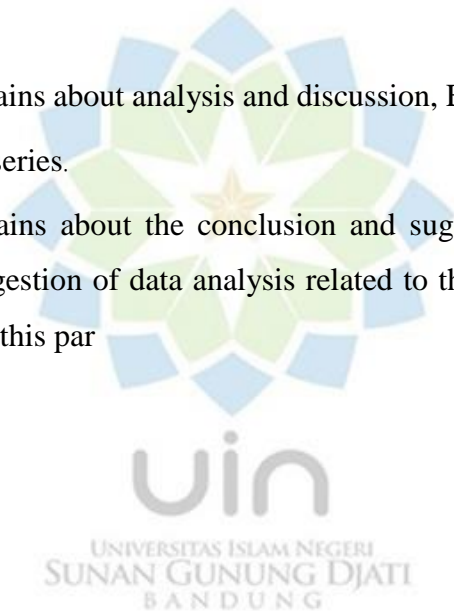 ains about analysis and discussion, E
series.
ains about the conclusion and sug
gestion of data analysis related to th
this par
uin
UNIVERSITAS ISLAM NEGERI
SUNAN GUNUNG DJATI
BANDUNG